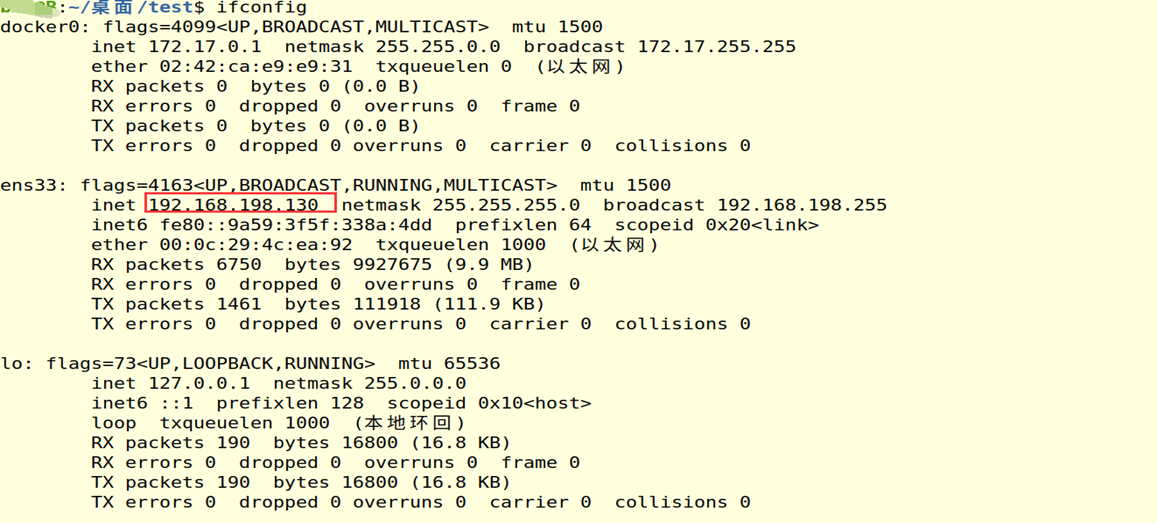 :~/桌面/test$ ifconfig
docker0: flags=4099<UP,BROADCAST,MULTICAST>  mtu 1500
        inet 172.17.0.1  netmask 255.255.0.0  broadcast 172.17.255.255
        ether 02:42:ca:e9:e9:31  txqueuelen 0  (以太网)
        RX packets 0  bytes 0 (0.0 B)
        RX errors 0  dropped 0  overruns 0  frame 0
        TX packets 0  bytes 0 (0.0 B)
        TX errors 0  dropped 0 overruns 0  carrier 0  collisions 0

ens33: flags=4163<UP,BROADCAST,RUNNING,MULTICAST>  mtu 1500
        inet 192.168.198.130  netmask 255.255.255.0  broadcast 192.168.198.255
        inet6 fe80::9a59:3f5f:338a:4dd  prefixlen 64  scopeid 0x20<link>
        ether 00:0c:29:4c:ea:92  txqueuelen 1000  (以太网)
        RX packets 6750  bytes 9927675 (9.9 MB)
        RX errors 0  dropped 0  overruns 0  frame 0
        TX packets 1461  bytes 111918 (111.9 KB)
        TX errors 0  dropped 0 overruns 0  carrier 0  collisions 0

lo: flags=73<UP,LOOPBACK,RUNNING>  mtu 65536
        inet 127.0.0.1  netmask 255.0.0.0
        inet6 ::1  prefixlen 128  scopeid 0x10<host>
        loop  txqueuelen 1000  (本地环回)
        RX packets 190  bytes 16800 (16.8 KB)
        RX errors 0  dropped 0  overruns 0  frame 0
        TX packets 190  bytes 16800 (16.8 KB)
        TX errors 0  dropped 0 overruns 0  carrier 0  collisions 0